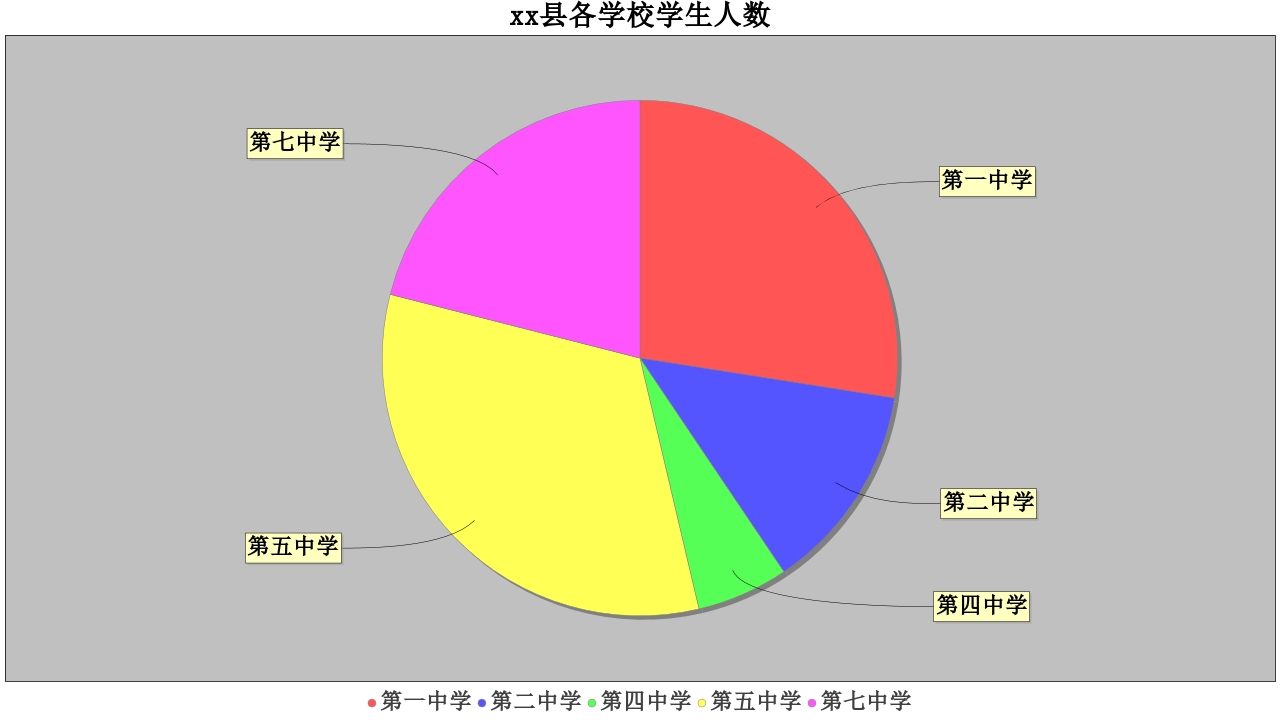 xx县各学校学生人数
第七中学
第一中学
第二中学
第五中学
第四中学
第一中学 第二中学 第四中学 第五中学 第七中学